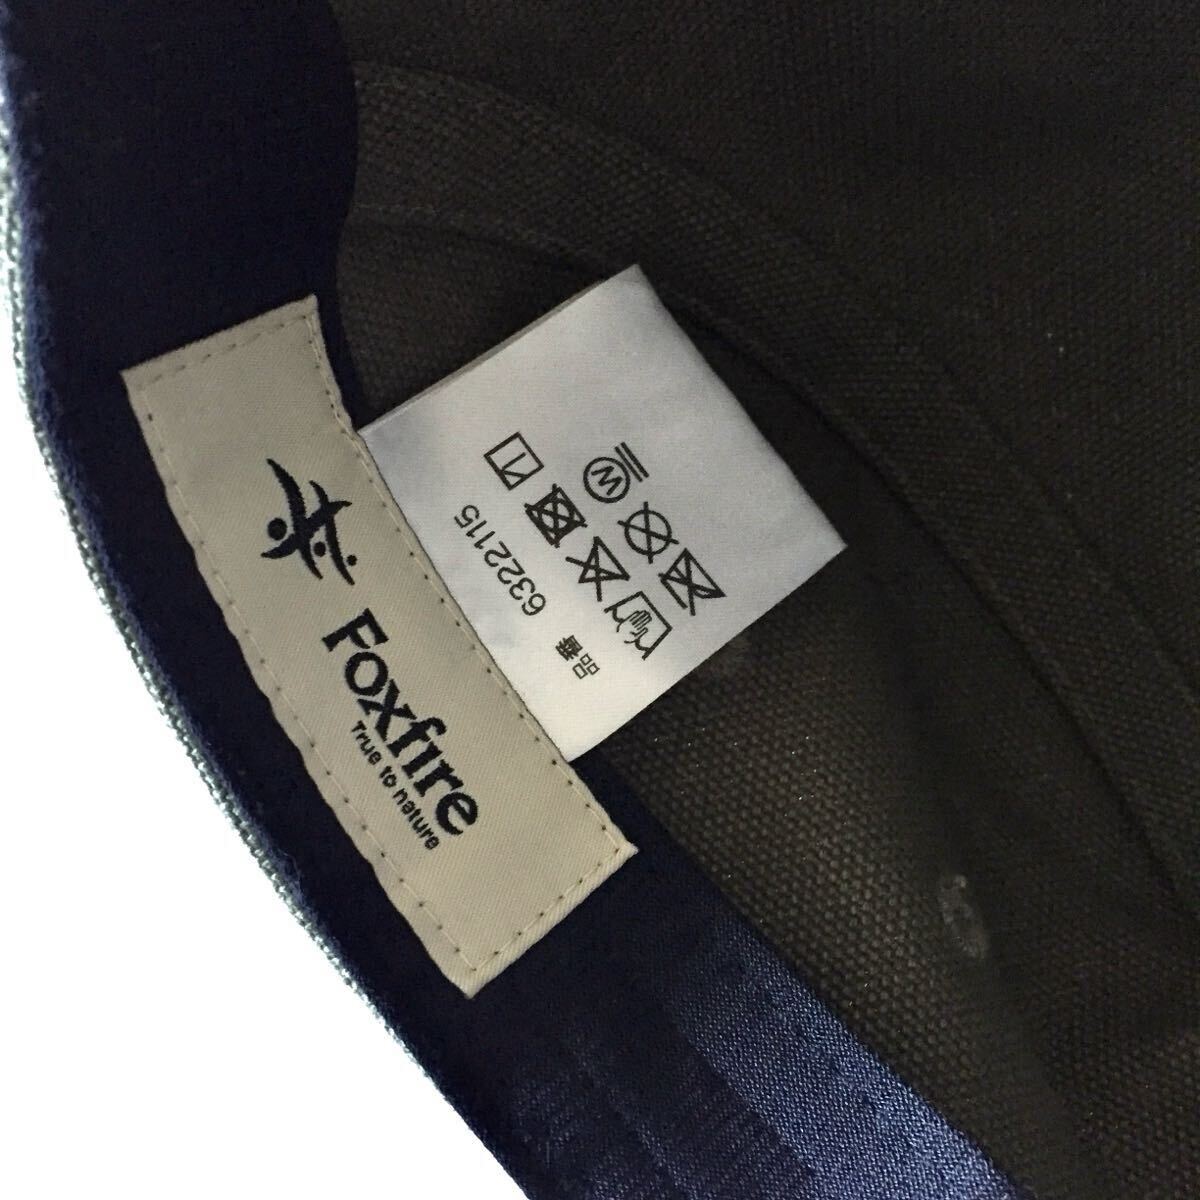 Foxfire
True to nature
品番 6322115
W